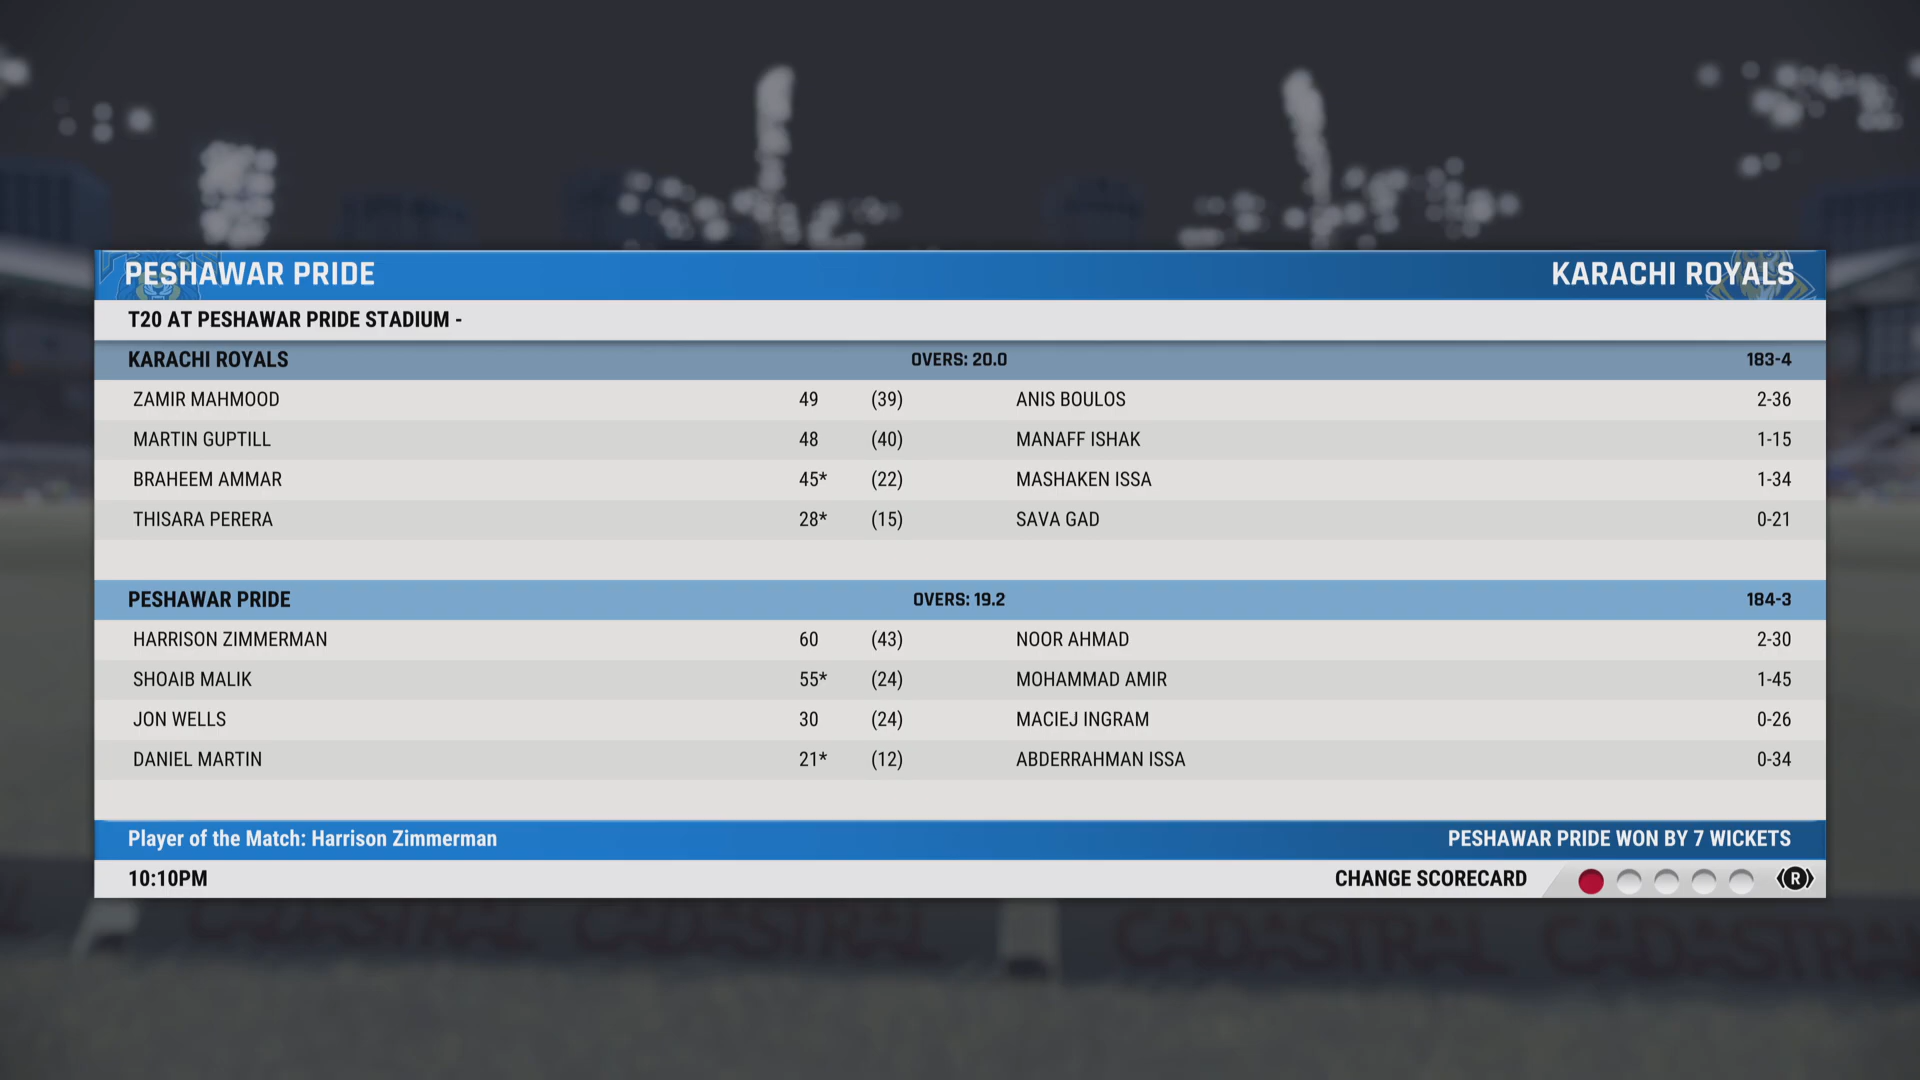 PESHAWAR PRIDE KARACHI ROYALS
T20 AT PESHAWAR PRIDE STADIUM -
KARACHI ROYALS OVERS: 20.0 183-4
ZAMIR MAHMOOD 49 (39) ANIS BOULOS 2-36
MARTIN GUPTILL 48 (40) MANAFF ISHAK 1-15
BRAHEEM AMMAR 45* (22) MASHAKEN ISSA 1-34
THISARA PERERA 28* (15) SAVA GAD 0-21
PESHAWAR PRIDE OVERS: 19.2 184-3
HARRISON ZIMMERMAN 60 (43) NOOR AHMAD 2-30
SHOAIB MALIK 55* (24) MOHAMMAD AMIR 1-45
JON WELLS 30 (24) MACIEJ INGRAM 0-26
DANIEL MARTIN 21* (12) ABDERRAHMAN ISSA 0-34
Player of the Match: Harrison Zimmerman PESHAWAR PRIDE WON BY 7 WICKETS
10:10PM CHANGE SCORECARD R
CADASTRAL CADASTRAL CADASTRAL CADASTRAL